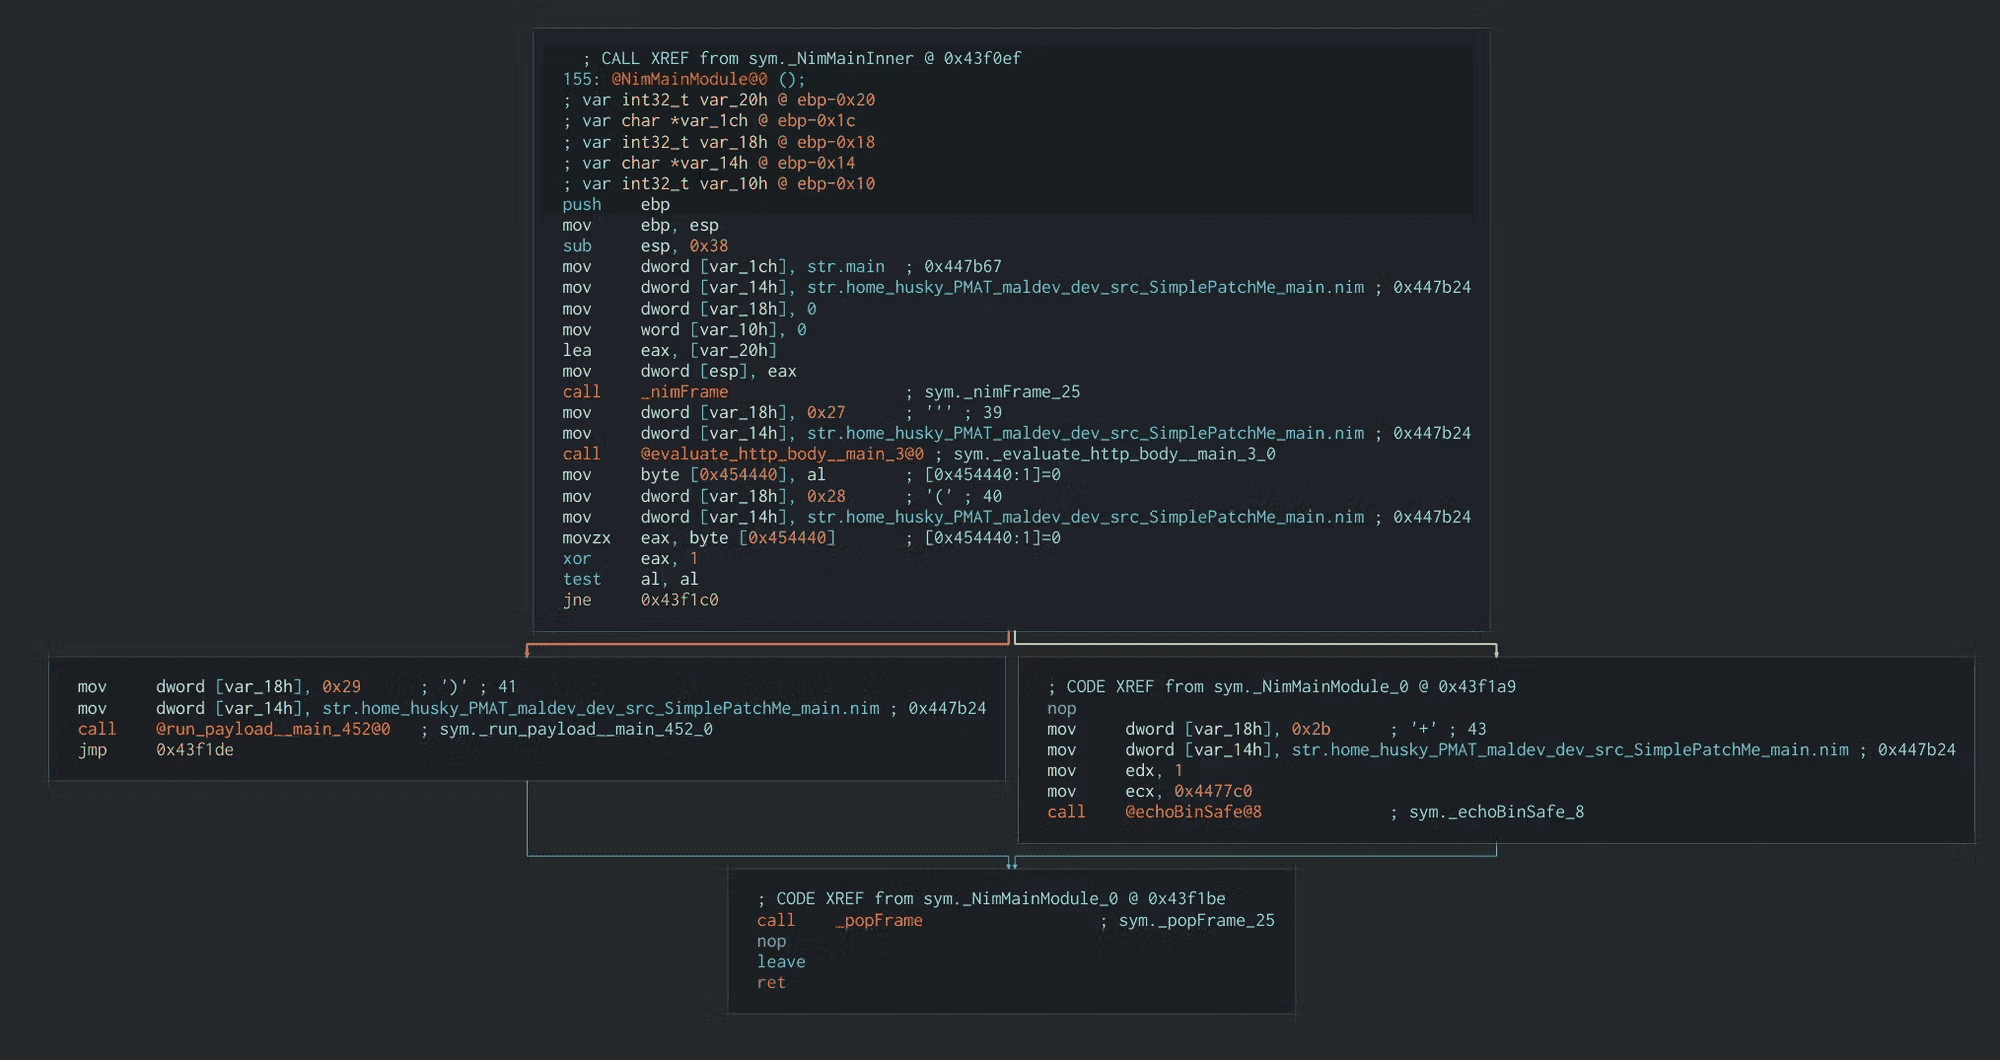 ; CALL XREF from sym._NimMainInner @ 0x43f0ef
155: @NimMainModule@0 ();
; var int32_t var_20h @ ebp-0x20
; var char *var_1ch @ ebp-0x1c
; var int32_t var_18h @ ebp-0x18
; var char *var_14h @ ebp-0x14
; var int32_t var_10h @ ebp-0x10
push ebp
mov ebp, esp
sub esp, 0x38
mov dword [var_1ch], str.main ; 0x447b67
mov dword [var_14h], str.home_husky_PMAT_maldev_dev_src_SimplePatchMe_main.nim ; 0x447b24
mov dword [var_18h], 0
mov word [var_10h], 0
lea eax, [var_20h]
mov dword [esp], eax
call _nimFrame ; sym._nimFrame_25
mov dword [var_18h], 0x27 ; ''' ; 39
mov dword [var_14h], str.home_husky_PMAT_maldev_dev_src_SimplePatchMe_main.nim ; 0x447b24
call @evaluate_http_body__main_3@0 ; sym._evaluate_http_body__main_3_0
mov byte [0x454440], al ; [0x454440:1]=0
mov dword [var_18h], 0x28 ; '(' ; 40
mov dword [var_14h], str.home_husky_PMAT_maldev_dev_src_SimplePatchMe_main.nim ; 0x447b24
movzx eax, byte [0x454440] ; [0x454440:1]=0
xor eax, 1
test al, al
jne 0x43f1c0
mov dword [var_18h], 0x29 ; ')' ; 41
mov dword [var_14h], str.home_husky_PMAT_maldev_dev_src_SimplePatchMe_main.nim ; 0x447b24
call @run_payload__main_452@0 ; sym._run_payload__main_452_0
jmp 0x43f1de
; CODE XREF from sym._NimMainModule_0 @ 0x43f1a9
nop
mov dword [var_18h], 0x2b ; '+' ; 43
mov dword [var_14h], str.home_husky_PMAT_maldev_dev_src_SimplePatchMe_main.nim ; 0x447b24
mov edx, 1
mov ecx, 0x4477c0
call @echoBinSafe@8 ; sym._echoBinSafe_8
; CODE XREF from sym._NimMainModule_0 @ 0x43f1be
call _popFrame ; sym._popFrame_25
nop
leave
ret